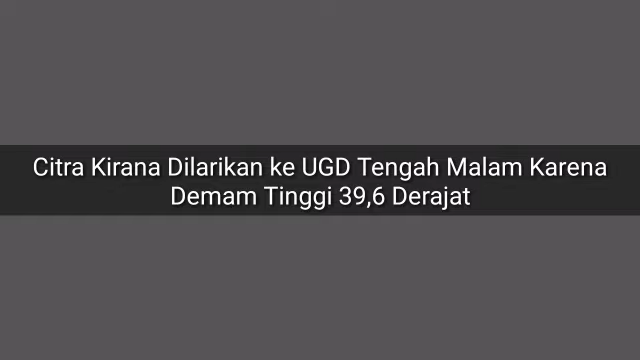 Citra Kirana Dilarikan ke UGD Tengah Malam Karena
Demam Tinggi 39,6 Derajat